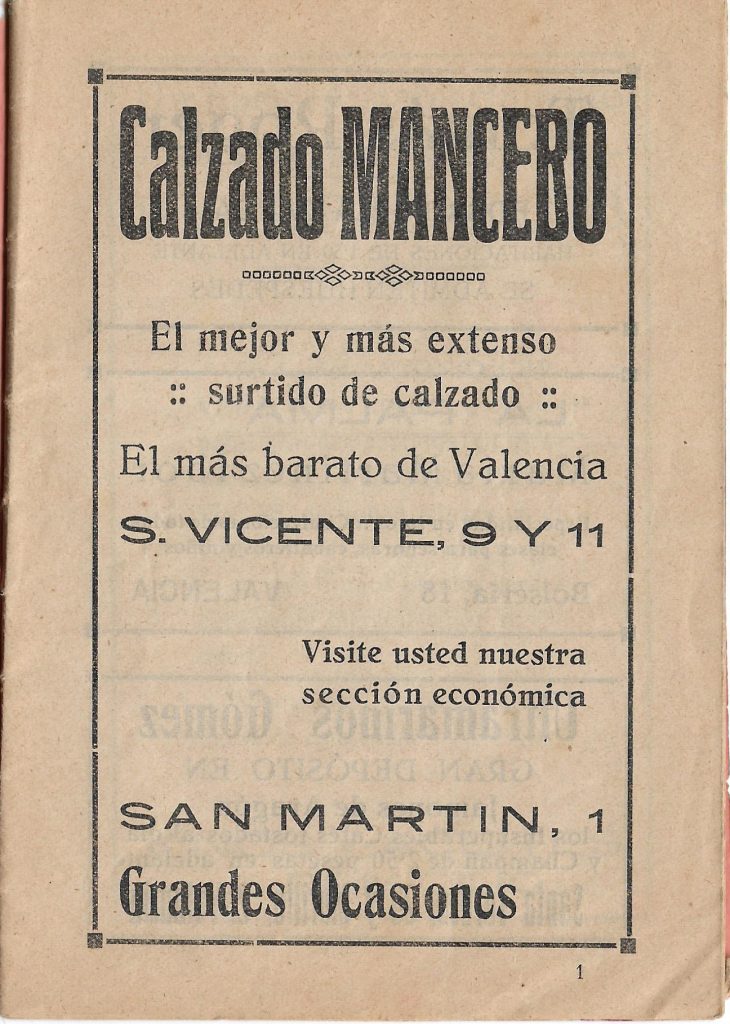 Calzado MANCEBO
El mejor y más extenso
:: surtido de calzado ::
El más barato de Valencia
S. VICENTE, 9 Y 11
Visite usted nuestra
sección económica
SAN MARTIN, 1
Grandes Ocasiones
1